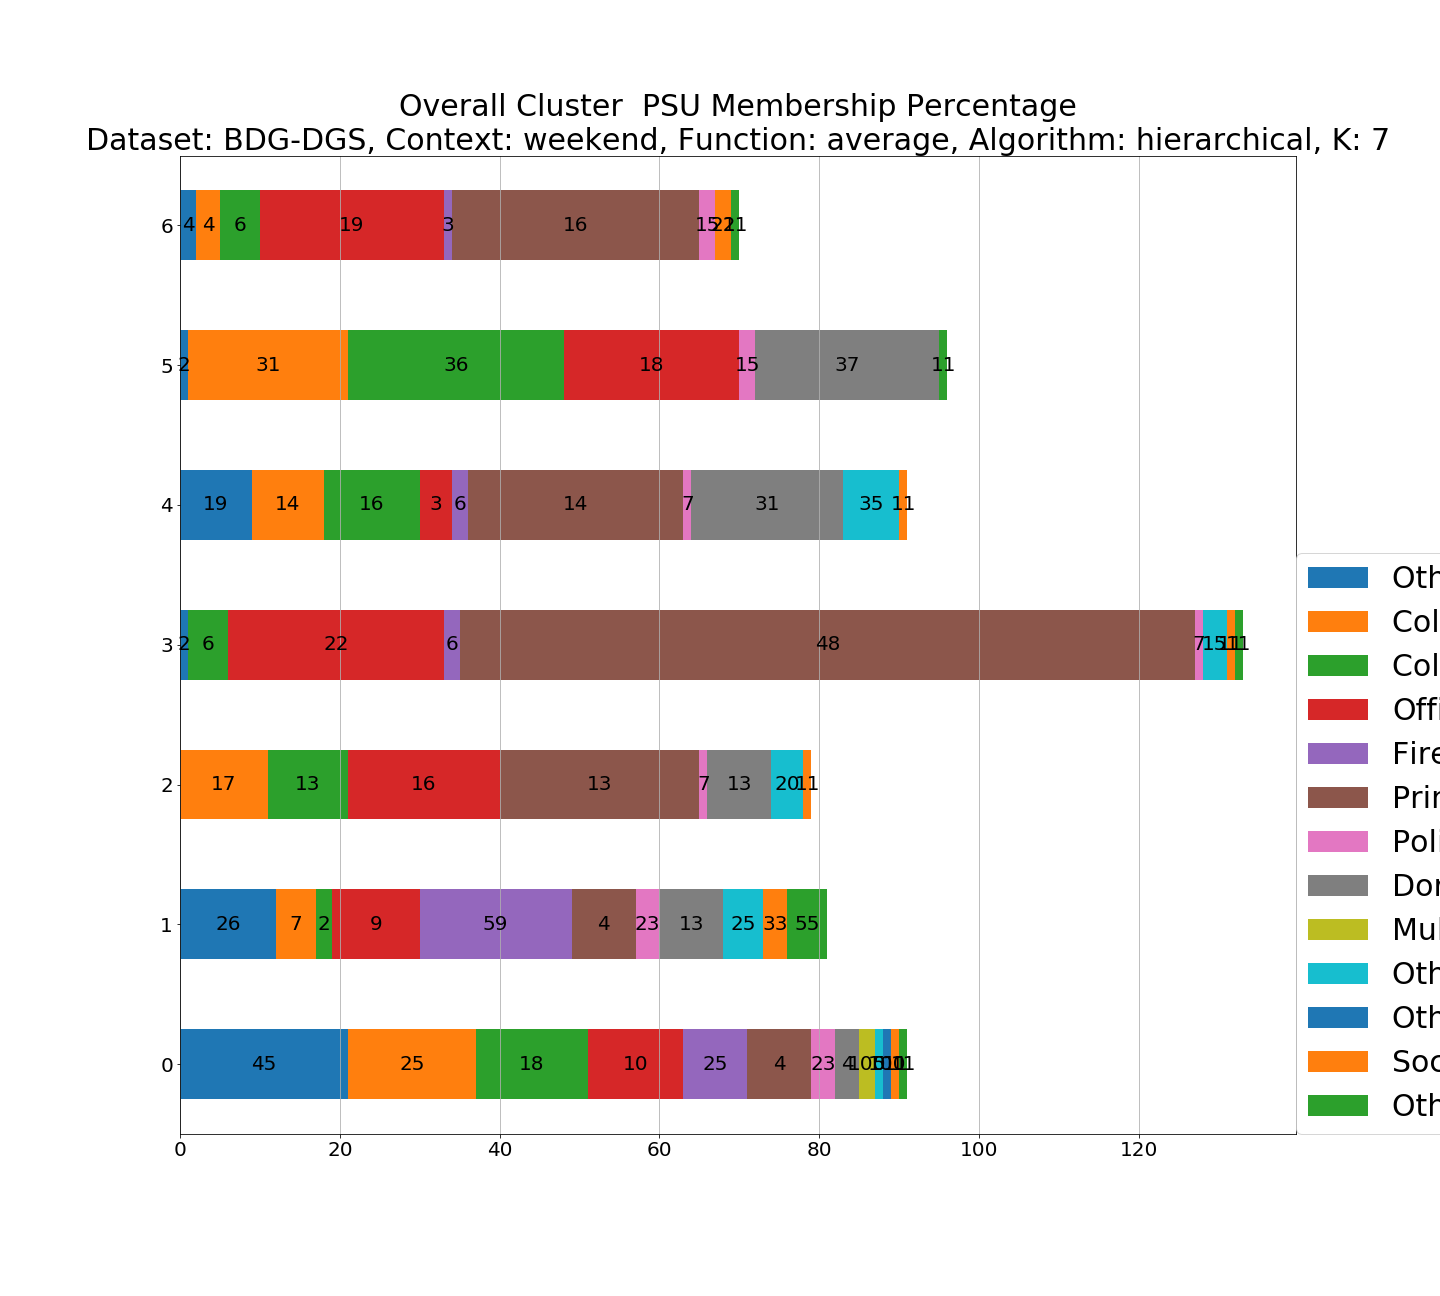 Overall Cluster  PSU Membership Percentage
Dataset: BDG-DGS, Context: weekend, Function: average, Algorithm: hierarchical, K: 7
6 4 4 6 19 3 16 15
5 2 31 36 18 15 37 11
4 19 14 16 3 6 14 7 31 35 11
3 2 6 22 6 48 7 15
2 17 13 16 13 7 13 20 11
1 26 7 2 9 59 4 23 13 25 33 55
0 45 25 18 10 25 4 23 4
0 20 40 60 80 100 120
Oth
Col
Col
Offi
Fire
Prin
Poli
Dor
Mul
Oth
Oth
Soc
Oth